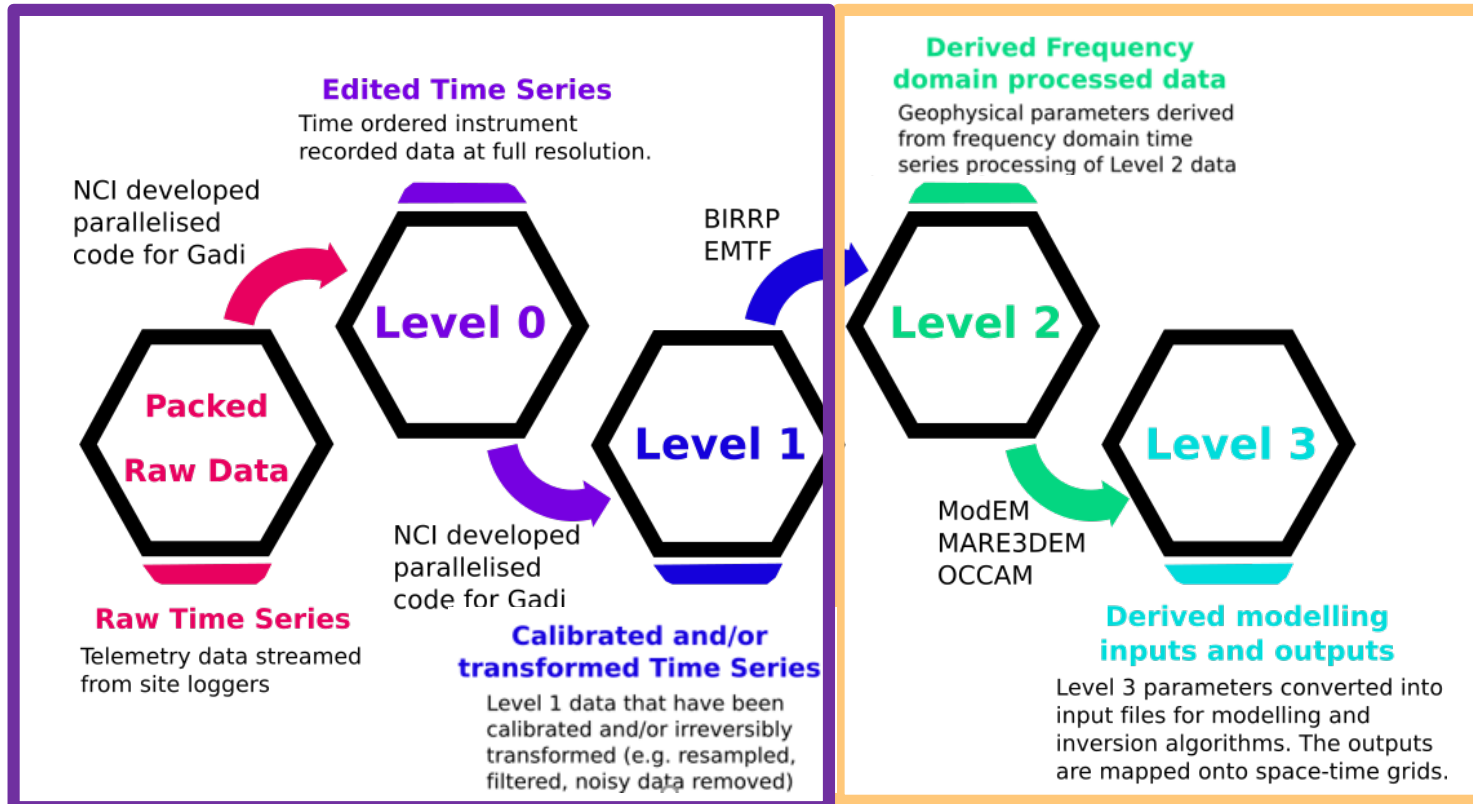 Edited Time Series
Time ordered instrument
recorded data at full resolution.
NCI developed
parallelised
code for Gadi
Packed
Raw Data
Raw Time Series
Telemetry data streamed
from site loggers
Level 0
NCI developed
parallelised
code for Gadi
Level 1
Calibrated and/or
transformed Time Series
Level 1 data that have been
calibrated and/or irreversibly
transformed (e.g. resampled,
filtered, noisy data removed)
BIRRP
EMTF
Derived Frequency
domain processed data
Geophysical parameters derived
from frequency domain time
series processing of Level 2 data
Level 2
ModEM
MARE3DEM
OCCAM
Level 3
Derived modelling
inputs and outputs
Level 3 parameters converted into
input files for modelling and
inversion algorithms. The outputs
are mapped onto space-time grids.